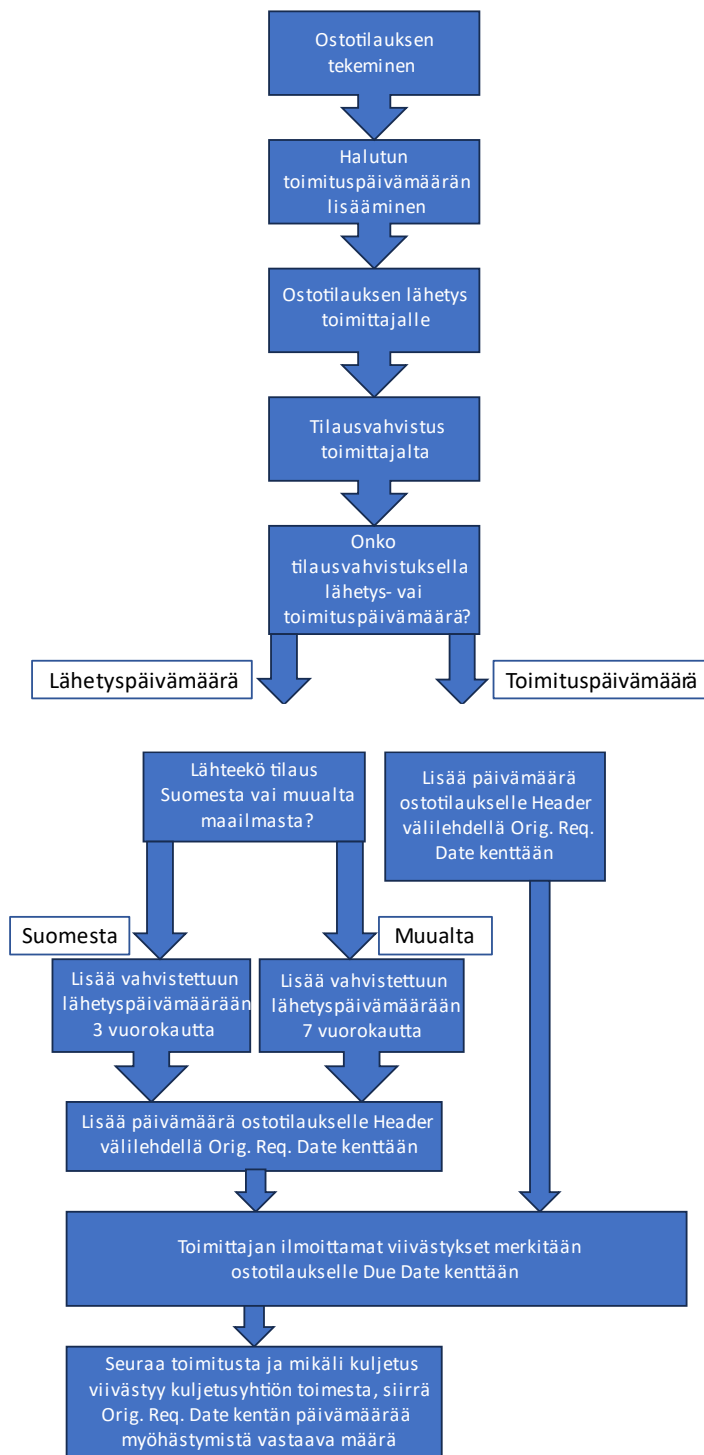 Ostotilauksen
tekeminen
Halutun
toimituspäivämäärän
lisääminen
Ostotilauksen lähetys
toimittajalle
Tilausvahvistus
toimittajalta
Onko
tilausvahvistuksella
lähetys- vai
toimituspäivämäärä?
Lähetyspäivämäärä
Toimituspäivämäärä
Lähteekö tilaus
Suomesta vai muualta
maailmasta?
Lisää päivämäärä
ostotilaukselle Header
välilehdellä Orig. Req.
Date kenttään
Suomesta
Muualta
Lisää vahvistettuun
lähetyspäivämäärään
3 vuorokautta
Lisää vahvistettuun
lähetyspäivämäärään
7 vuorokautta
Lisää päivämäärä ostotilaukselle Header
välilehdellä Orig. Req. Date kenttään
Toimittajan ilmoittamat viivästykset merkitään
ostotilaukselle Due Date kenttään
Seuraa toimitusta ja mikäli kuljetus
viivästyy kuljetusyhtiön toimesta, siirrä
Orig. Req. Date kentän päivämäärää
myöhästymistä vastaava määrä